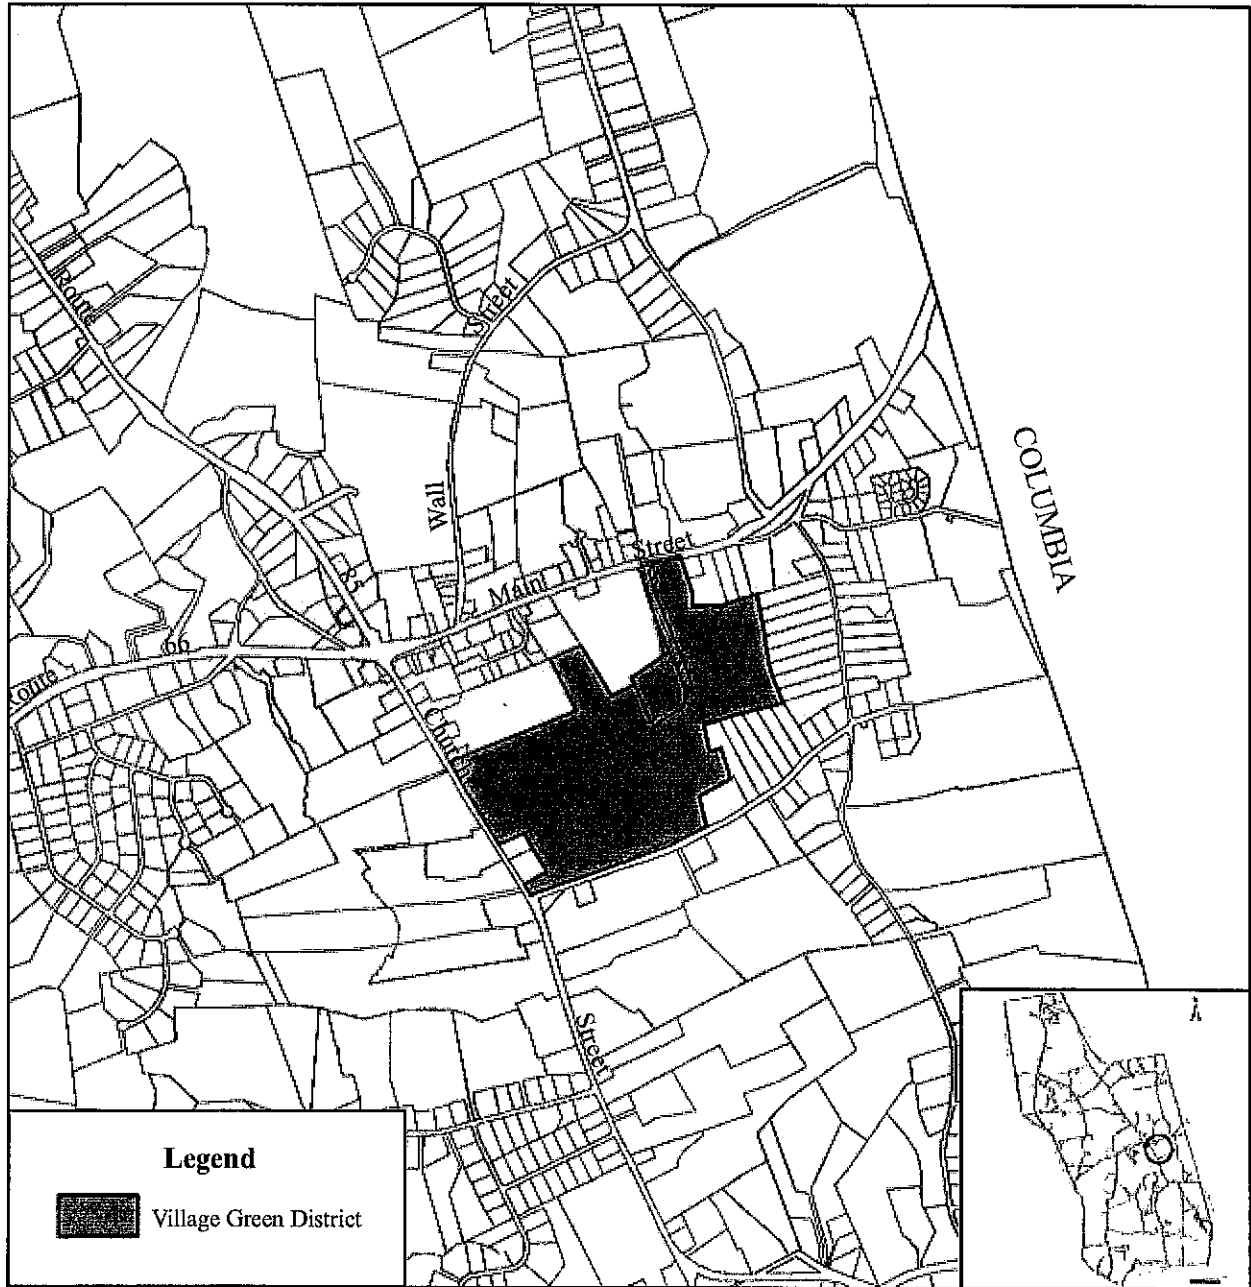 Route
85
Street
Wall
Main
Street
Route
66
Church
Street
COLUMBIA
Legend
Village Green District